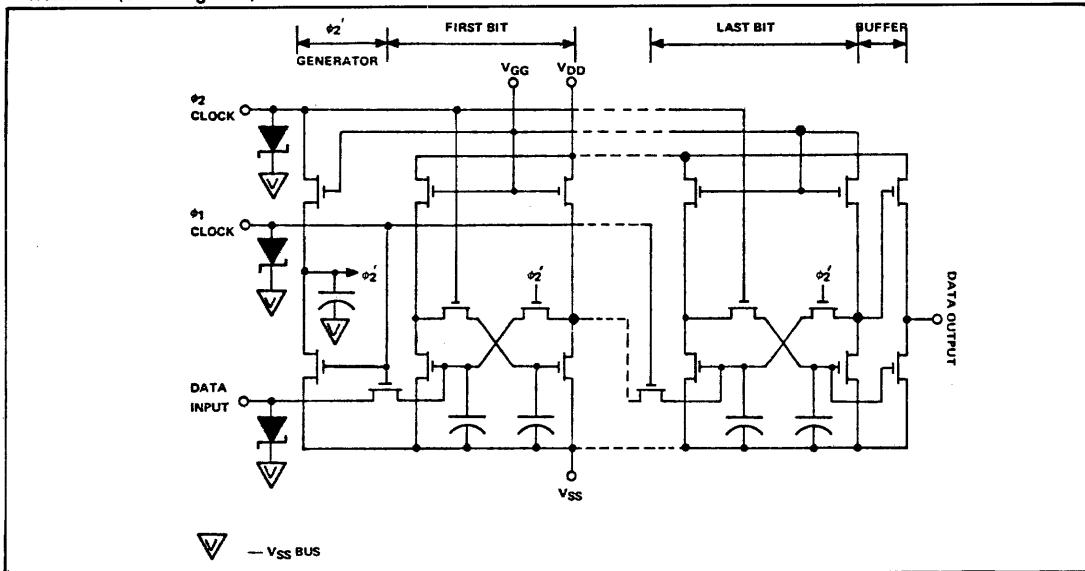 ϕ2'
GENERATOR
FIRST BIT
LAST BIT
BUFFER
VGG
VDD
ϕ2
CLOCK
ϕ1
CLOCK
ϕ2'
ϕ2'
ϕ2'
DATA
INPUT
DATA OUTPUT
VSS
V
V
V
V
V — VSS BUS